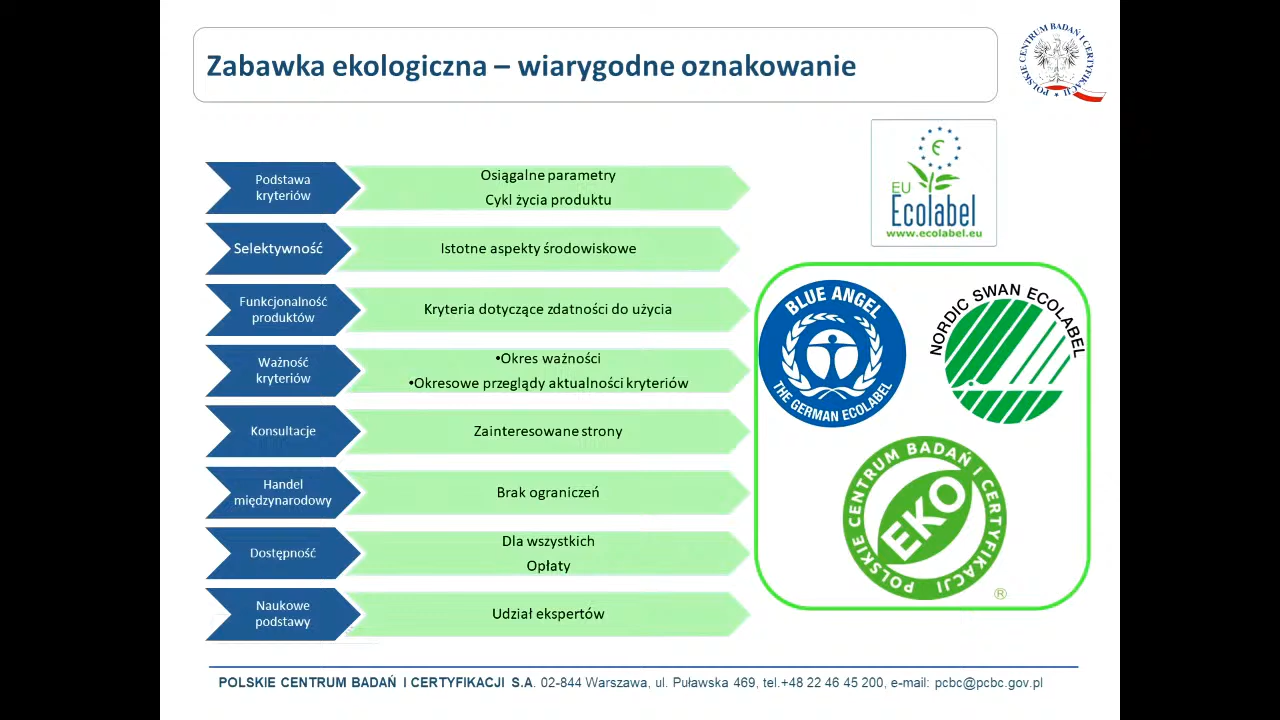 Zabawka ekologiczna – wiarygodne oznakowanie
POLSKIE CENTRUM BADAŃ I CERTYFIKACJI
Podstawa
kryteriów
Osiągalne parametry
Cykl życia produktu
Selektywność
Istotne aspekty środowiskowe
Funkcjonalność
produktów
Kryteria dotyczące zdatności do użycia
Ważność
kryteriów
•Okres ważności
•Okresowe przeglądy aktualności kryteriów
Konsultacje
Zainteresowane strony
Handel
międzynarodowy
Brak ograniczeń
Dostępność
Dla wszystkich
Opłaty
Naukowe
podstawy
Udział ekspertów
EU
Ecolabel
www.ecolabel.eu
BLUE ANGEL
THE GERMAN ECOLABEL
NORDIC SWAN ECOLABEL
POLSKIE CENTRUM BADAŃ I CERTYFIKACJI
EKO
®
POLSKIE CENTRUM BADAŃ I CERTYFIKACJI S.A. 02-844 Warszawa, ul. Puławska 469, tel.+48 22 46 45 200, e-mail: pcbc@pcbc.gov.pl